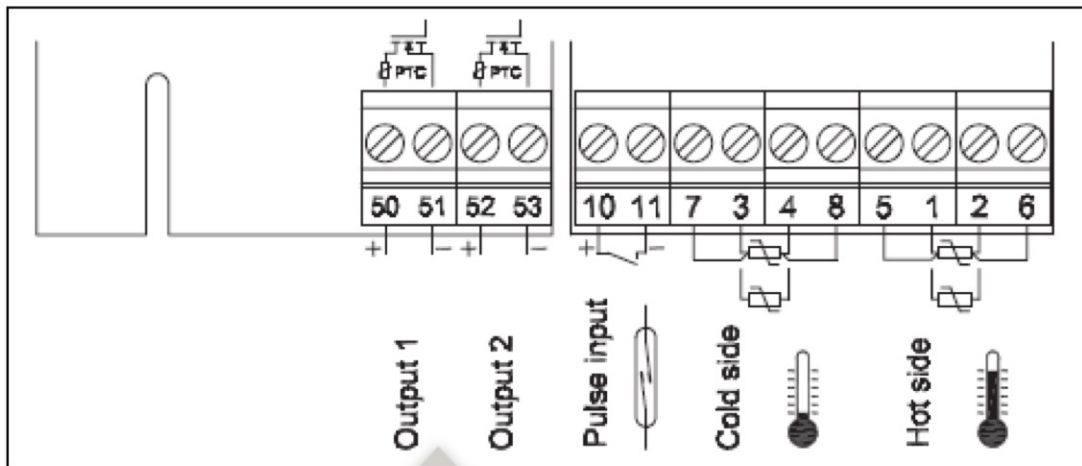 PTC PTC
50 51 52 53 10 11 7 3 4 8 5 1 2 6
+ − + − + −
Output 1
Output 2
Pulse input
Cold side
Hot side